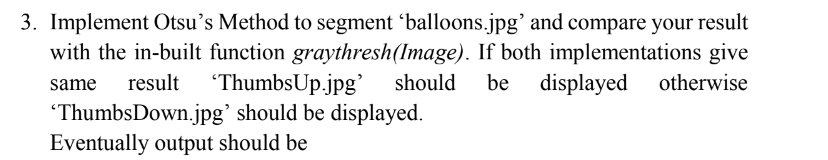 3. Implement Otsu’s Method to segment ‘balloons.jpg’ and compare your result
with the in-built function graythresh(Image). If both implementations give
same result ‘ThumbsUp.jpg’ should be displayed otherwise
‘ThumbsDown.jpg’ should be displayed.
Eventually output should be